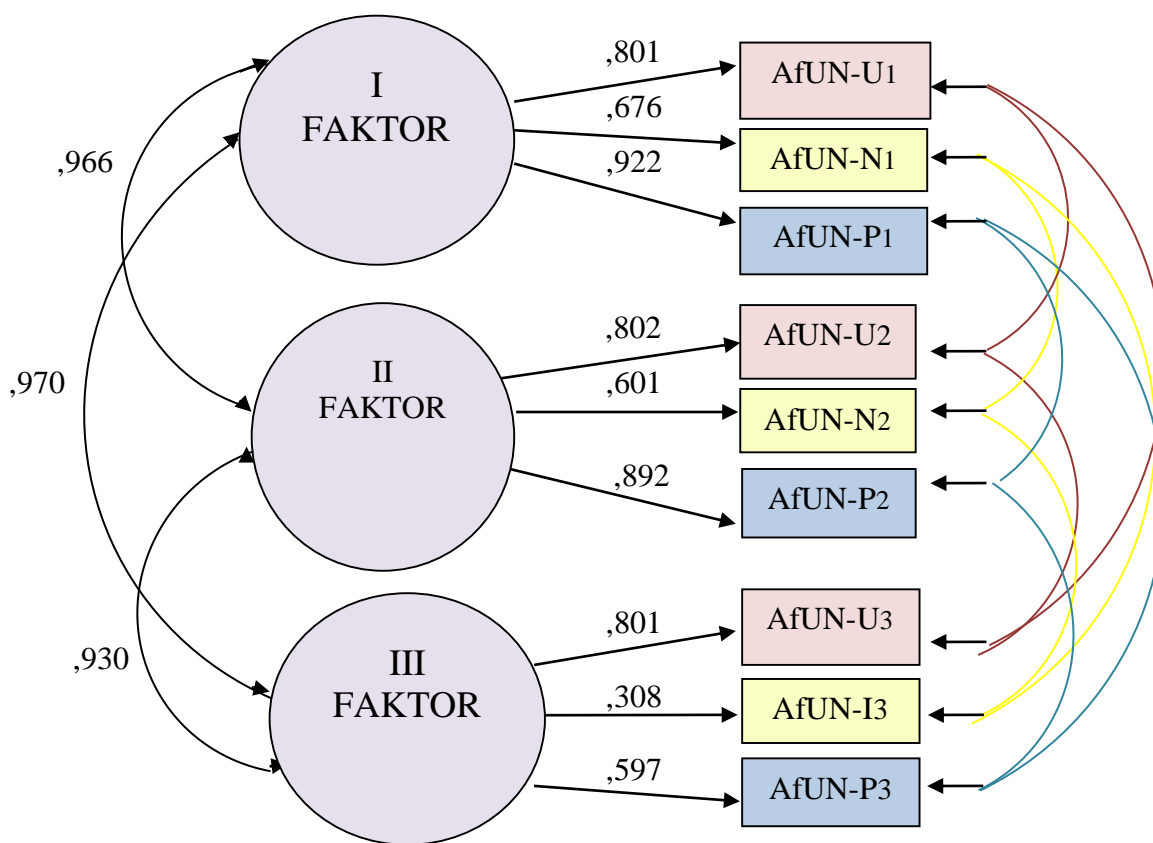 I
FAKTOR
,801
,676
,922
AfUN-U1
AfUN-N1
AfUN-P1
,966
,970
II
FAKTOR
,802
,601
,892
AfUN-U2
AfUN-N2
AfUN-P2
,930
III
FAKTOR
,801
,308
,597
AfUN-U3
AfUN-I3
AfUN-P3